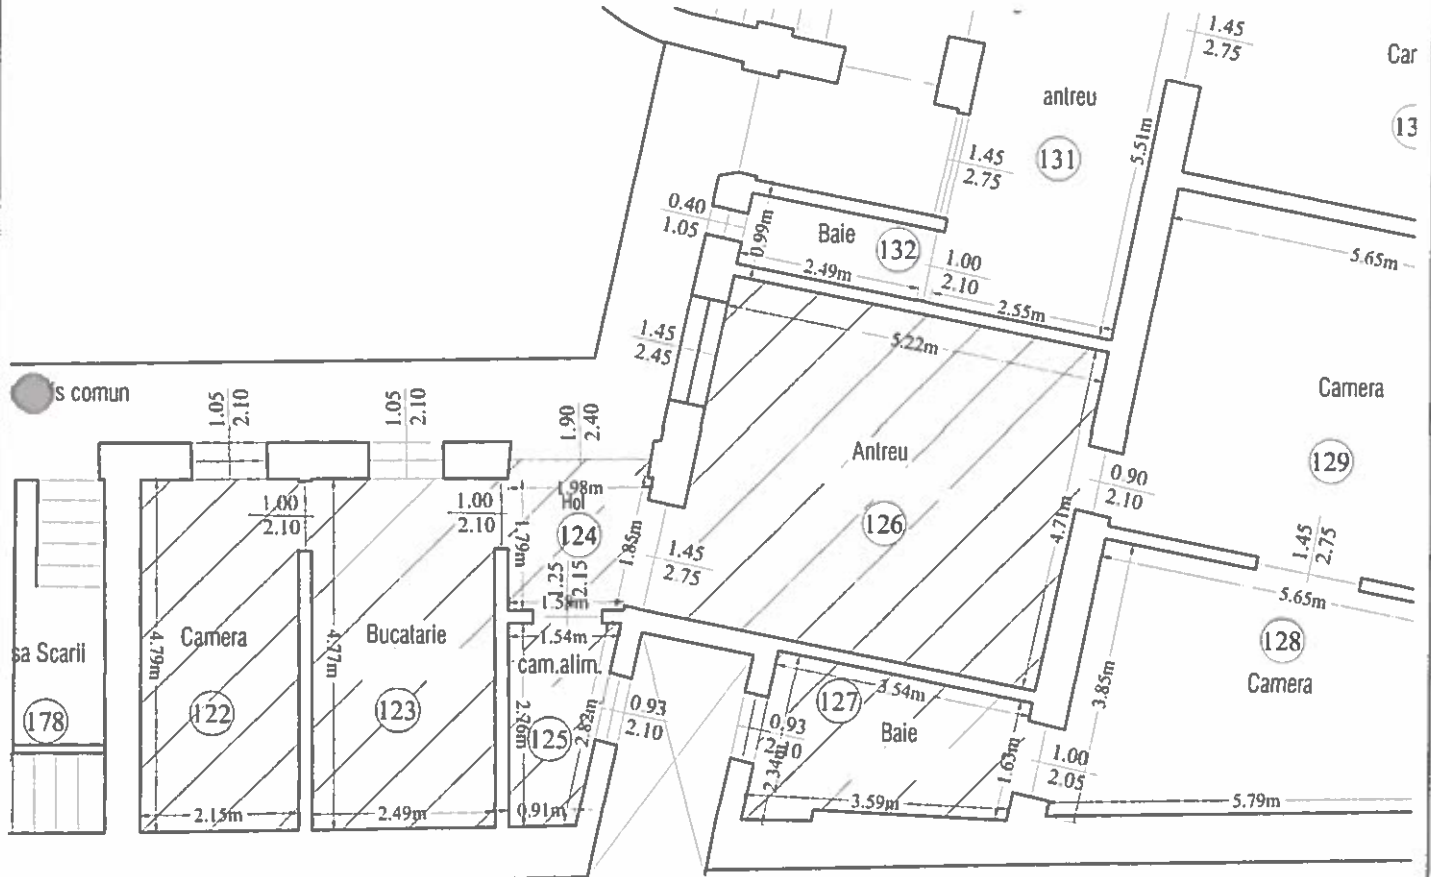 1.45
2.75
Car
13
antreu
131
5.51m
1.45
2.75
0.40
1.05
0.99m
Baie
132
2.49m
1.00
2.10
2.55m
5.65m
1.45
2.45
5.22m
's comun
1.05
2.10
1.05
2.10
1.90
2.40
Camera
129
Antreu
126
4.71m
0.90
2.10
1.00
2.10
1.00
2.10
1.98m
Hol
124
1.79m
1.85m
1.45
2.75
1.25
2.15
1.58m
1.45
2.75
5.65m
128
Camera
3.85m
sa Scarii
178
4.79m
Camera
122
2.15m
4.77m
Bucatarie
123
2.49m
1.54m
cam.alim.
2.76m
125
2.82m
0.91m
0.93
2.10
127
3.54m
Baie
0.93
2.10
2.34m
1.63m
3.59m
1.00
2.05
5.79m